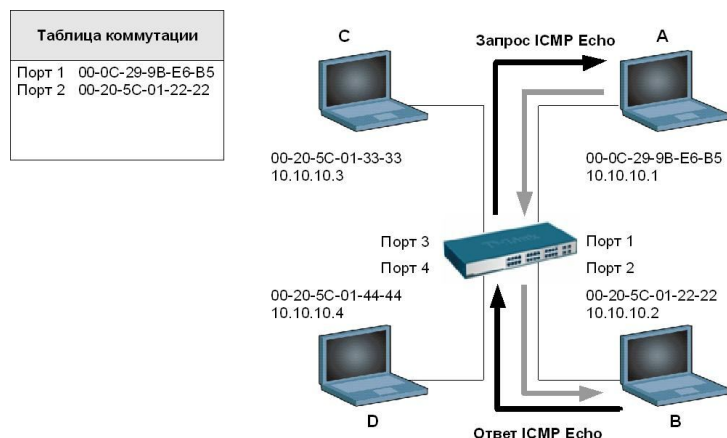 Таблица коммутации
Порт 1 00-0C-29-9B-E6-B5
Порт 2 00-20-5C-01-22-22
C
Запрос ICMP Echo
A
00-20-5C-01-33-33
10.10.10.3
00-0C-29-9B-E6-B5
10.10.10.1
Порт 3
Порт 1
Порт 4
Порт 2
00-20-5C-01-44-44
10.10.10.4
00-20-5C-01-22-22
10.10.10.2
D
Ответ ICMP Echo
B